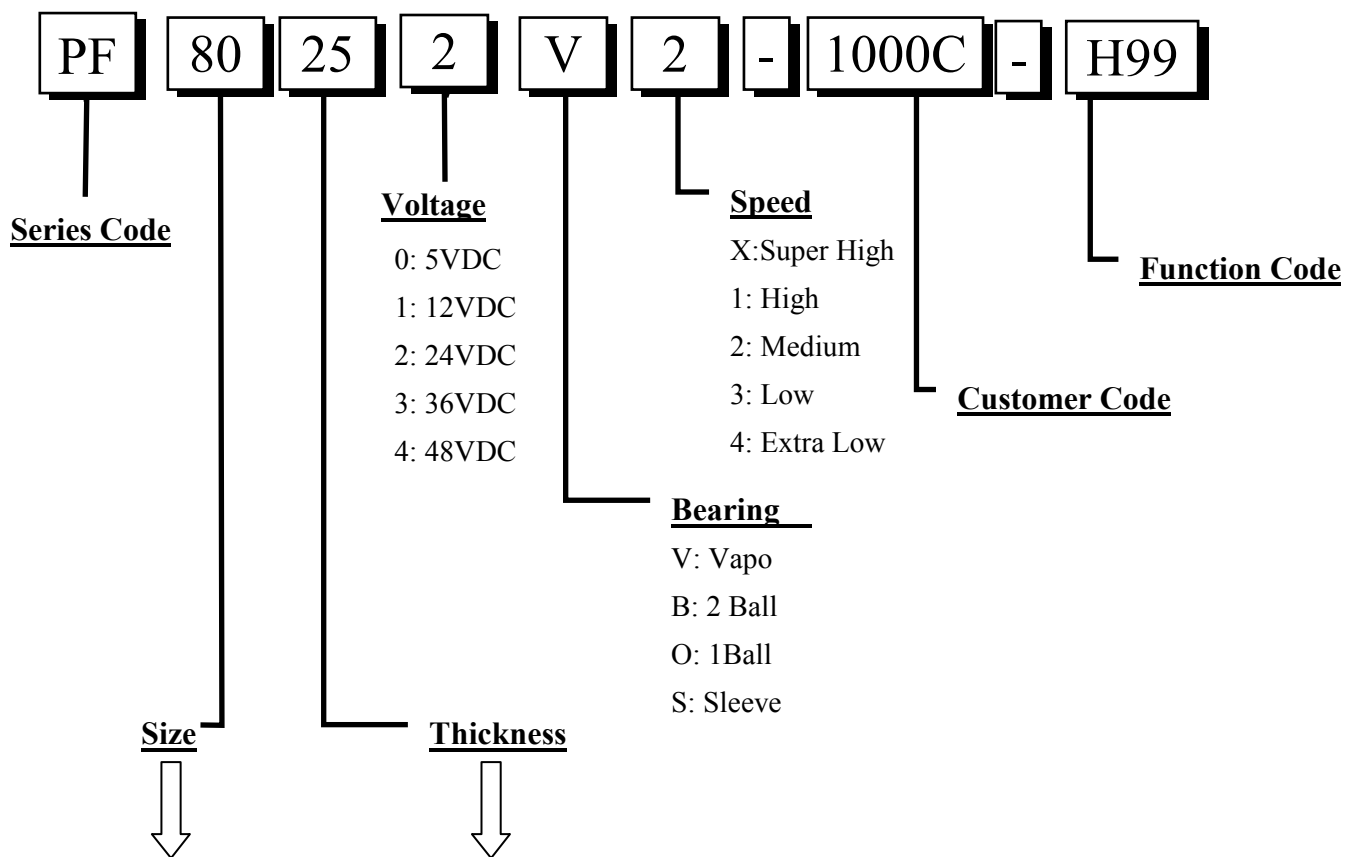 PF 80 25 2 V 2 - 1000C - H99
Series Code
Voltage
0: 5VDC
1: 12VDC
2: 24VDC
3: 36VDC
4: 48VDC
Speed
X:Super High
1: High
2: Medium
3: Low
4: Extra Low
Function Code
Customer Code
Bearing
V: Vapo
B: 2 Ball
O: 1Ball
S: Sleeve
Size
Thickness